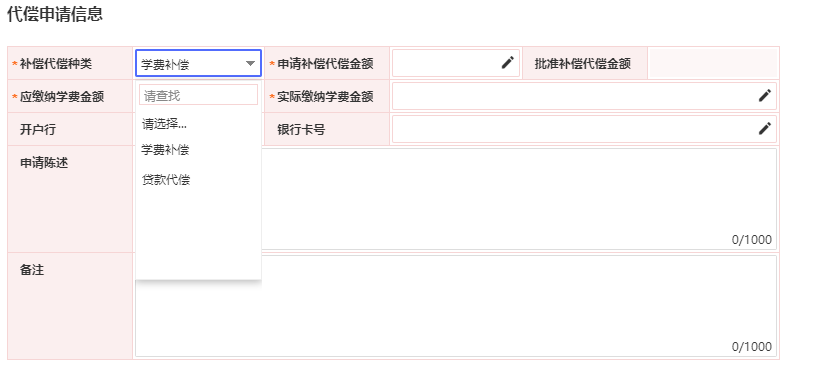 代偿申请信息
*补偿代偿种类 学费补偿 *申请补偿代偿金额 批准补偿代偿金额
*应缴纳学费金额 请查找 *实际缴纳学费金额
请选择...
开户行 银行卡号
学费补偿
申请陈述
贷款代偿
0/1000
备注
0/1000